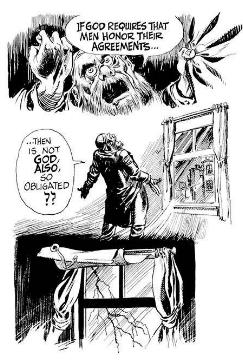 IF GOD REQUIRES THAT
MEN HONOR THEIR
AGREEMENTS...
...THEN
IS NOT
GOD,
ALSO,
SO
OBLIGATED
??